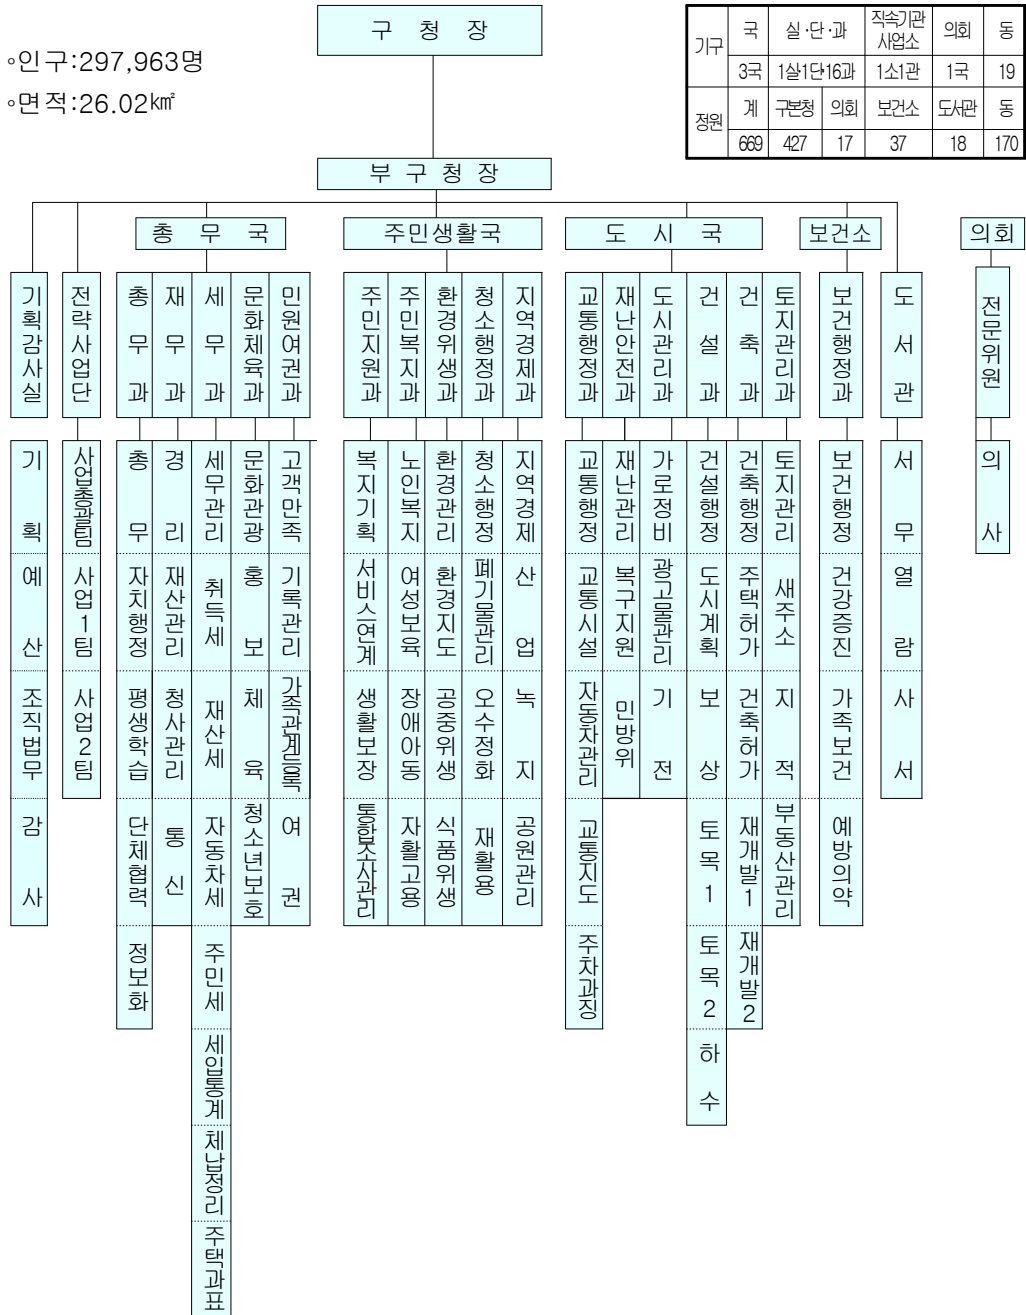 구 청 장
◦인구:297,963명
◦면적:26.02㎢
기구 국 실·단·과 직속기관 사업소 의회 동
3국 1실1단16과 1소1관 1국 19
정원 계 구본청 의회 보건소 도서관 동
669 427 17 37 18 170
부 구 청 장
총 무 국 주민생활국 도 시 국 보건소 의회
기획감사실 전략사업단 총무과 재무과 세무과 문화체육과 민원여권과 주민지원과 주민복지과 환경위생과 청소행정과 지역경제과 교통행정과 재난안전과 도시관리과 건설과 건축과 토지관리과 보건행정과 도서관 전문위원
기획 사업총괄팀 총무 경리 세무관리 문화관광 고객만족 복지기획 노인복지 환경관리 청소행정 지역경제 교통행정 재난관리 가로정비 건설행정 건축행정 토지관리 보건행정 서무 의사
예산 사업1팀 자치행정 재산관리 취득세 홍보 기록관리 서비스연계 여성보육 환경지도 폐기물관리 산업 교통시설 복구지원 광고물관리 도시계획 주택허가 새주소 건강증진 열람
조직법무 사업2팀 평생학습 청사관리 재산세 체육 가족관계등록 생활보장 장애아동 공중위생 오수정화 녹지 자동차관리 민방위 기전 보상 건축허가 지적 가족보건 사서
감사 단체협력 통신 자동차세 청소년보호 여권 통합조사관리 자활고용 식품위생 재활용 공원관리 교통지도 토목1 재개발1 부동산관리 예방의약
정보화 주민세 주차과징 토목2 재개발2
세입통계 하수
체납정리
주택과표